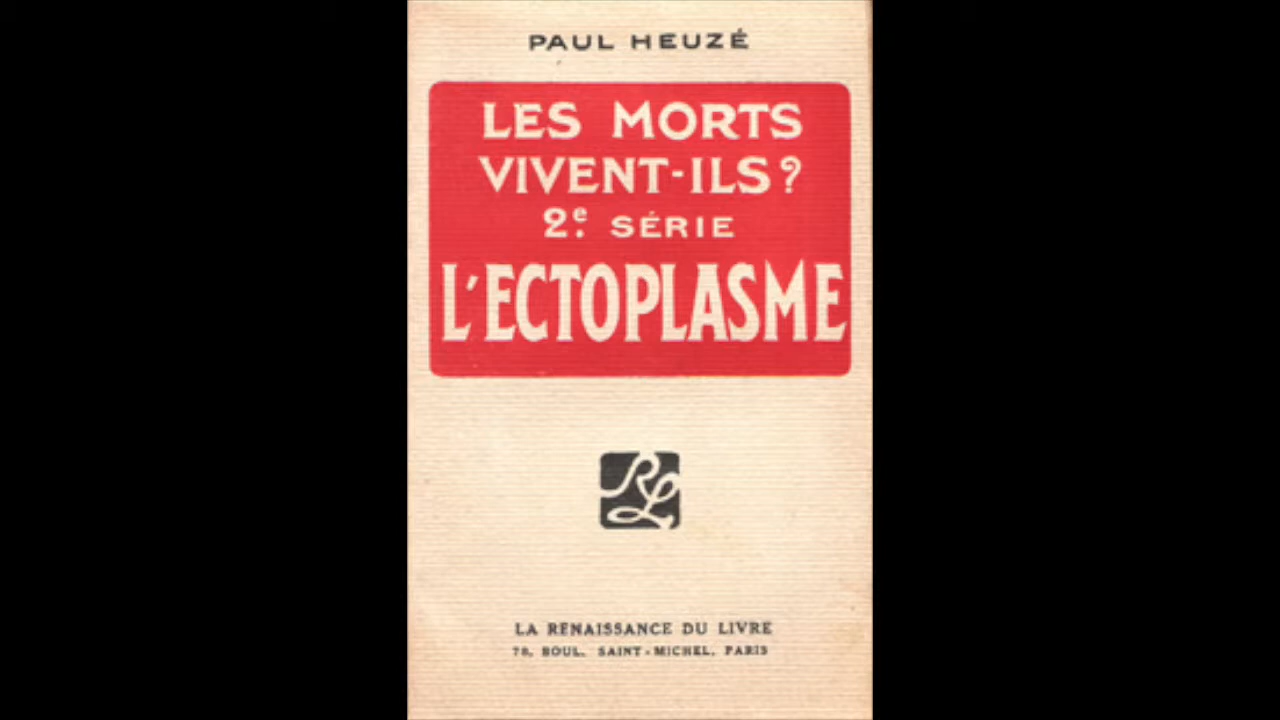 PAUL HEUZÉ
LES MORTS
VIVENT-ILS?
2e. SÉRIE
L'ECTOPLASME
RL
LA RENAISSANCE DU LIVRE
78, BOUL. SAINT-MICHEL, PARIS